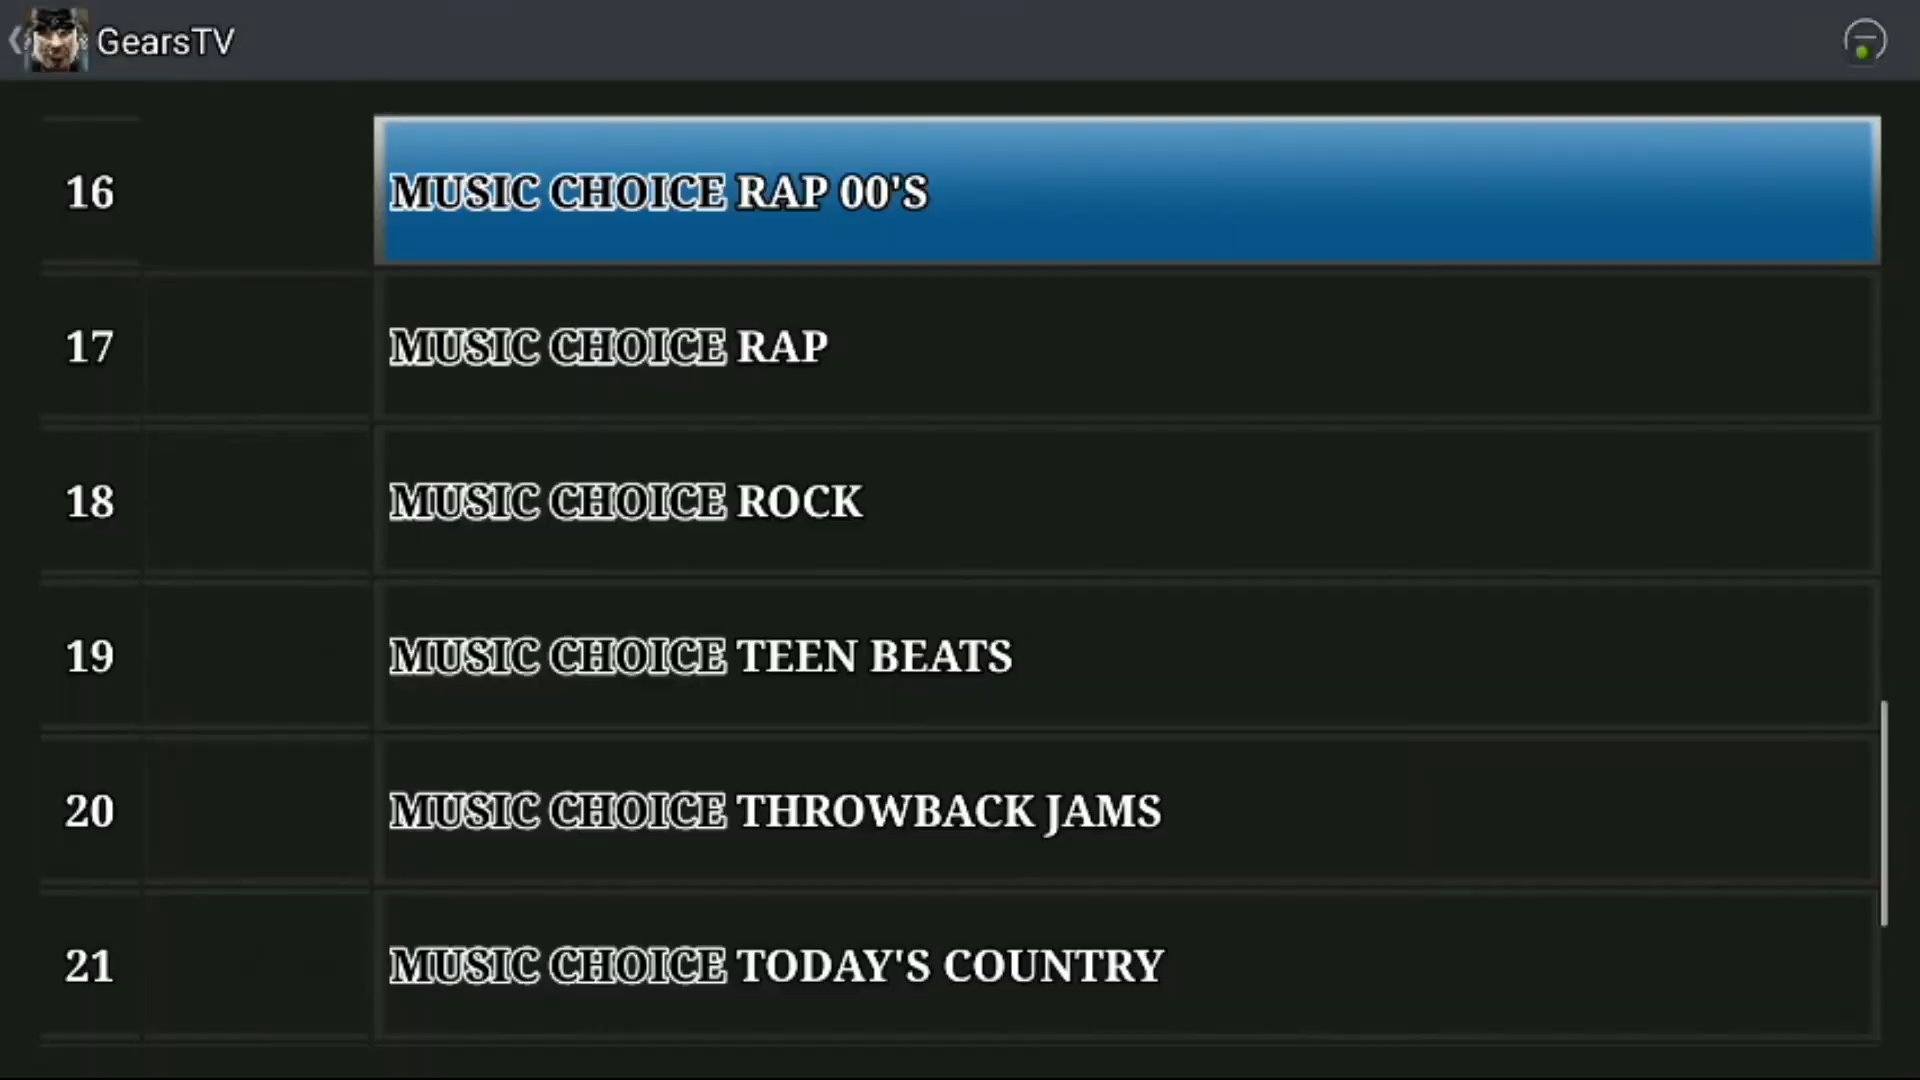 GearsTV
16 MUSIC CHOICE RAP 00'S
17 MUSIC CHOICE RAP
18 MUSIC CHOICE ROCK
19 MUSIC CHOICE TEEN BEATS
20 MUSIC CHOICE THROWBACK JAMS
21 MUSIC CHOICE TODAY'S COUNTRY